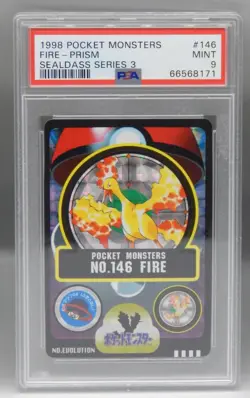 1998 POCKET MONSTERS #146
FIRE-PRISM MINT
SEALDASS SERIES 3 9
PSA 66568171
POCKET MONSTERS
NO.146 FIRE
ポケットモンスター
NO.EVOLUTION